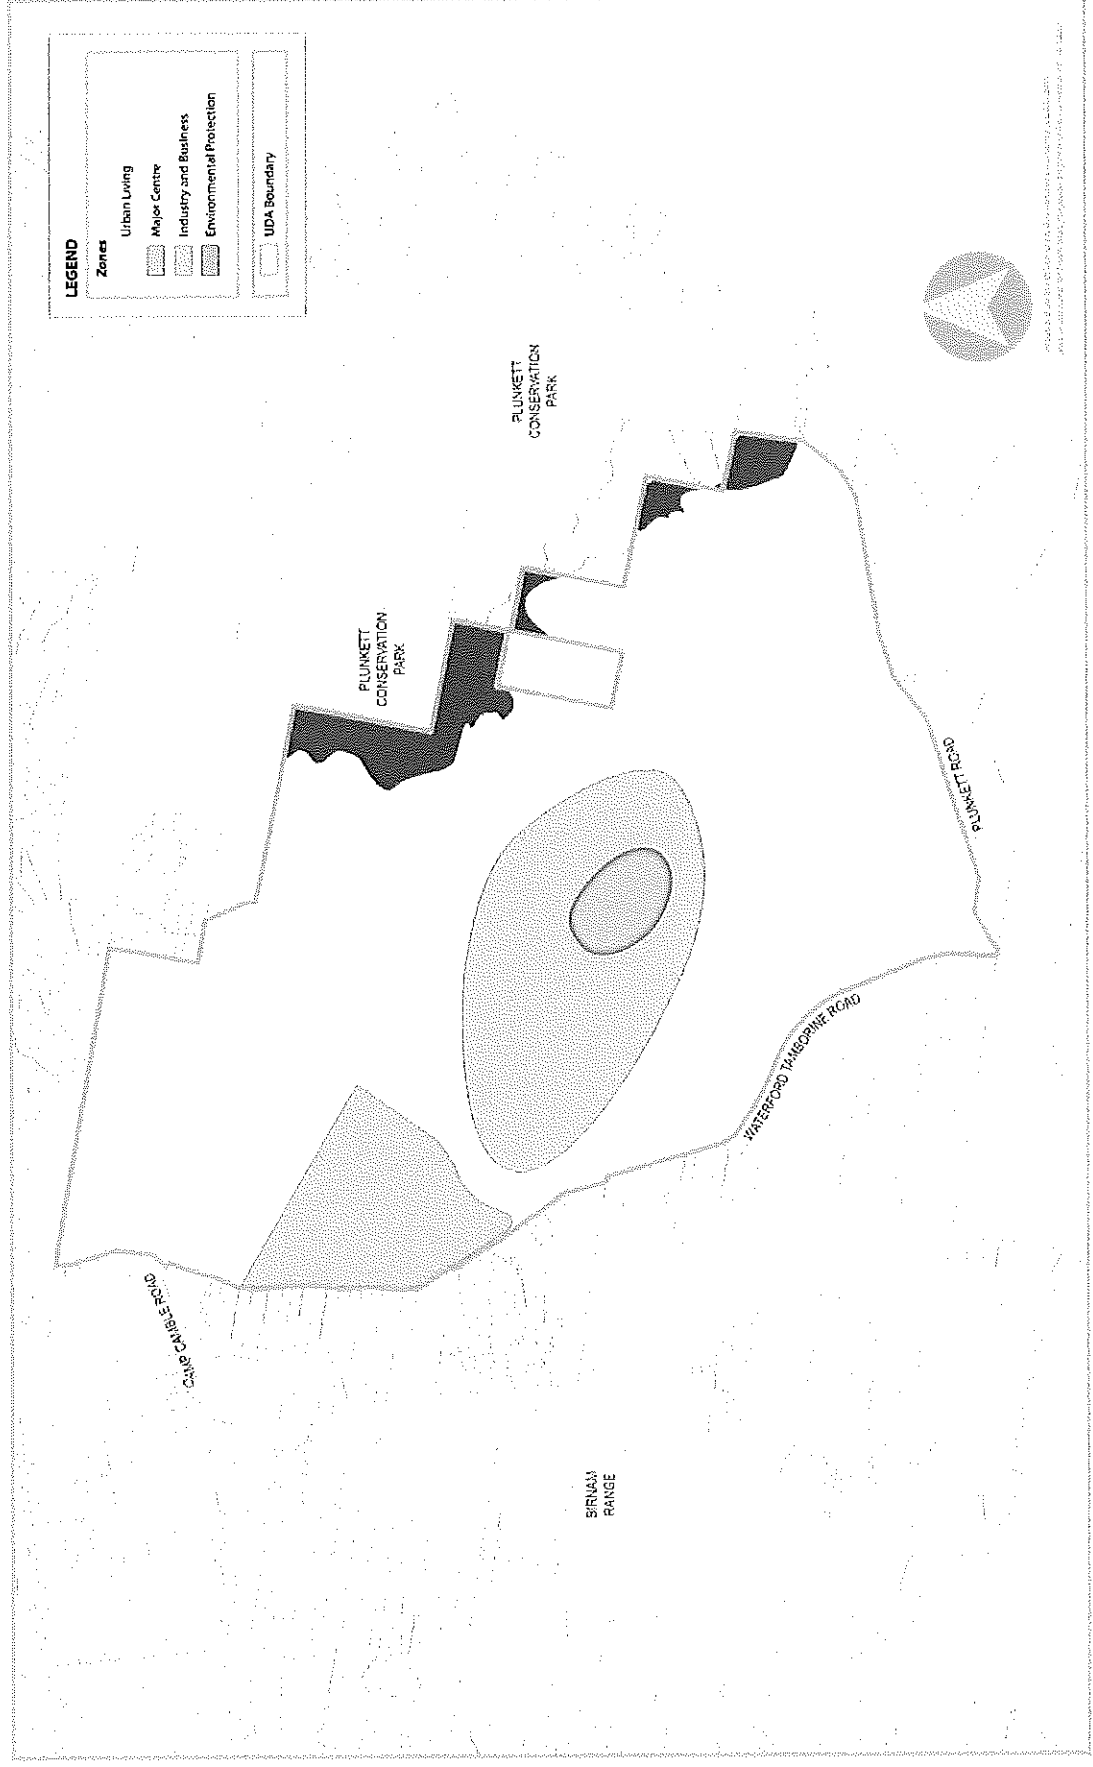 LEGEND
Zones
Urban Living
Major Centre
Industry and Business
Environmental Protection
UDA Boundary
PLUNKETT
CONSERVATION
PARK
PLUNKETT
CONSERVATION
PARK
CAMP CABLE ROAD
WATERFORD TAMBORINE ROAD
PLUNKETT ROAD
BIRNAM
RANGE